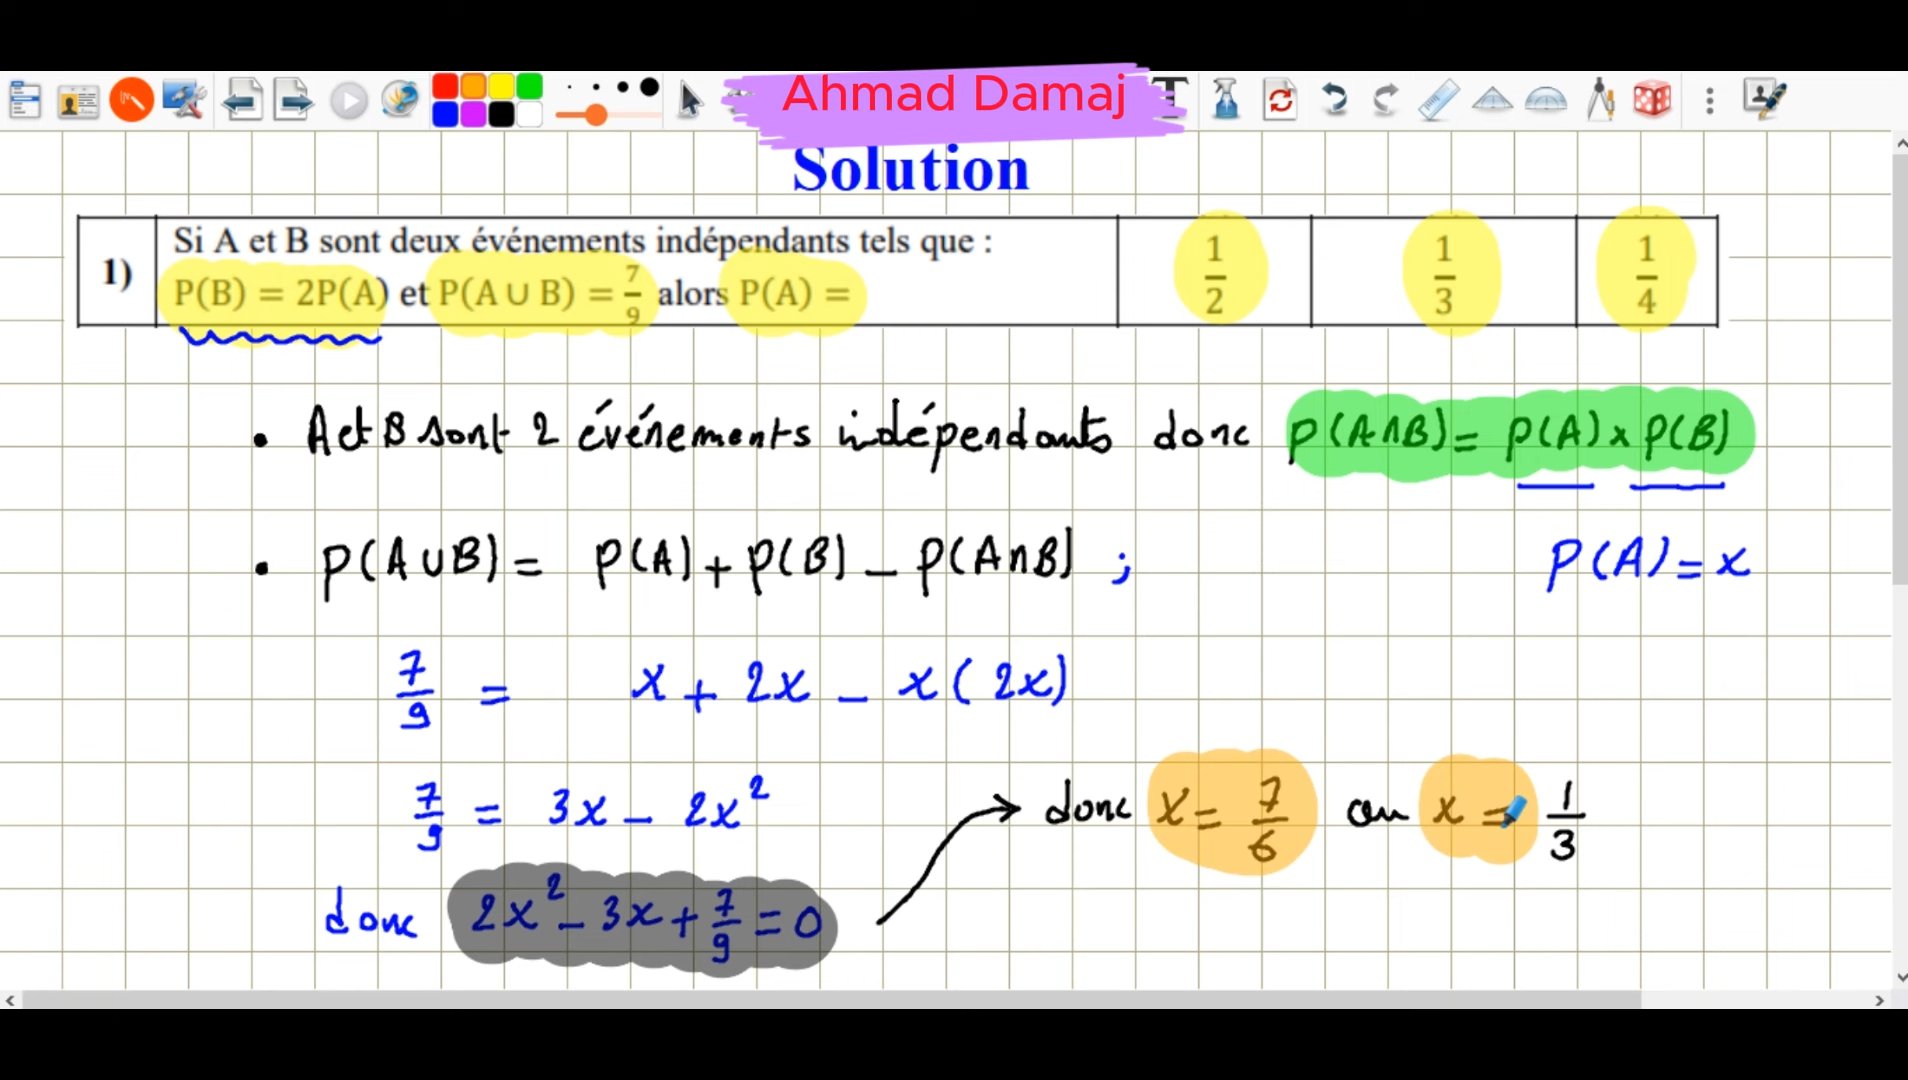 Ahmad Damaj
Solution
1) Si A et B sont deux événements indépendants tels que :
P(B) = 2P(A) et P(A ∪ B) = 7/9 alors P(A) =
1/2 1/3 1/4
• A et B sont 2 événements indépendants donc p(A∩B) = p(A) × p(B)
• P(A∪B) = p(A) + p(B) − p(A∩B) ; P(A) = x
7/9 = x + 2x − x(2x)
7/9 = 3x − 2x² donc x = 7/6 ou x = 1/3
donc 2x² − 3x + 7/9 = 0